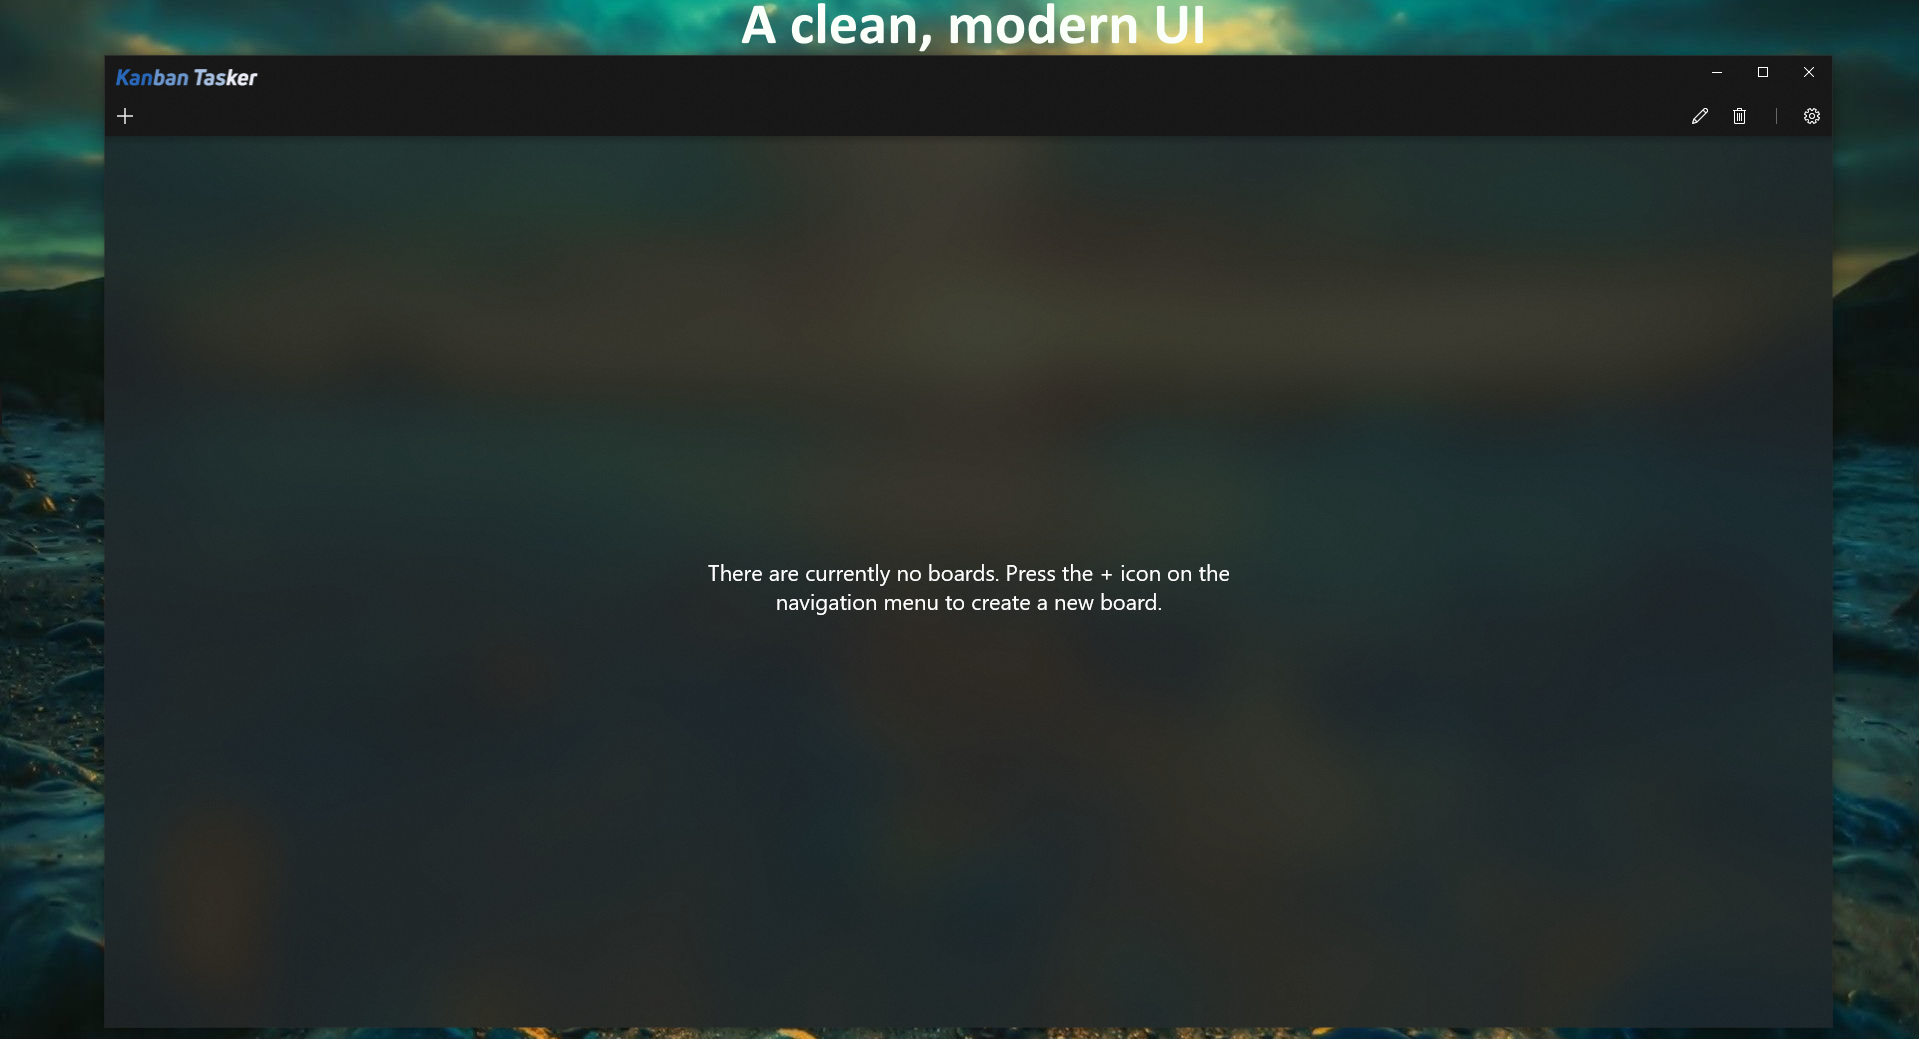 A clean, modern UI
Kanban Tasker
There are currently no boards. Press the + icon on the
navigation menu to create a new board.